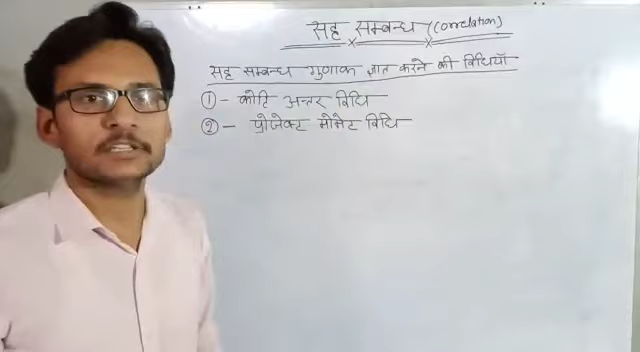 सह सम्बन्ध (Correlation)
सह सम्बन्ध गुणाक ज्ञात करने की विधियाँ
①- कोटि अन्तर विधि
②- प्रोजेक्ट मोमेट विधि